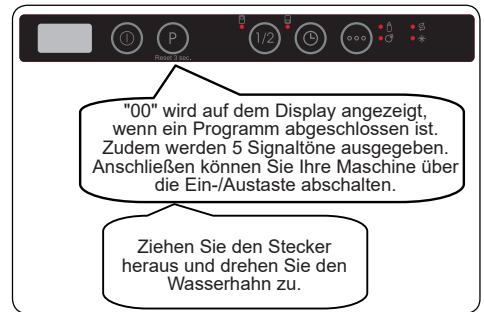 P
1/2
Reset 3 sec.
"00" wird auf dem Display angezeigt,
wenn ein Programm abgeschlossen ist.
Zudem werden 5 Signaltöne ausgegeben.
Anschließen können Sie Ihre Maschine über
die Ein-/Austaste abschalten.
Ziehen Sie den Stecker
heraus und drehen Sie den
Wasserhahn zu.